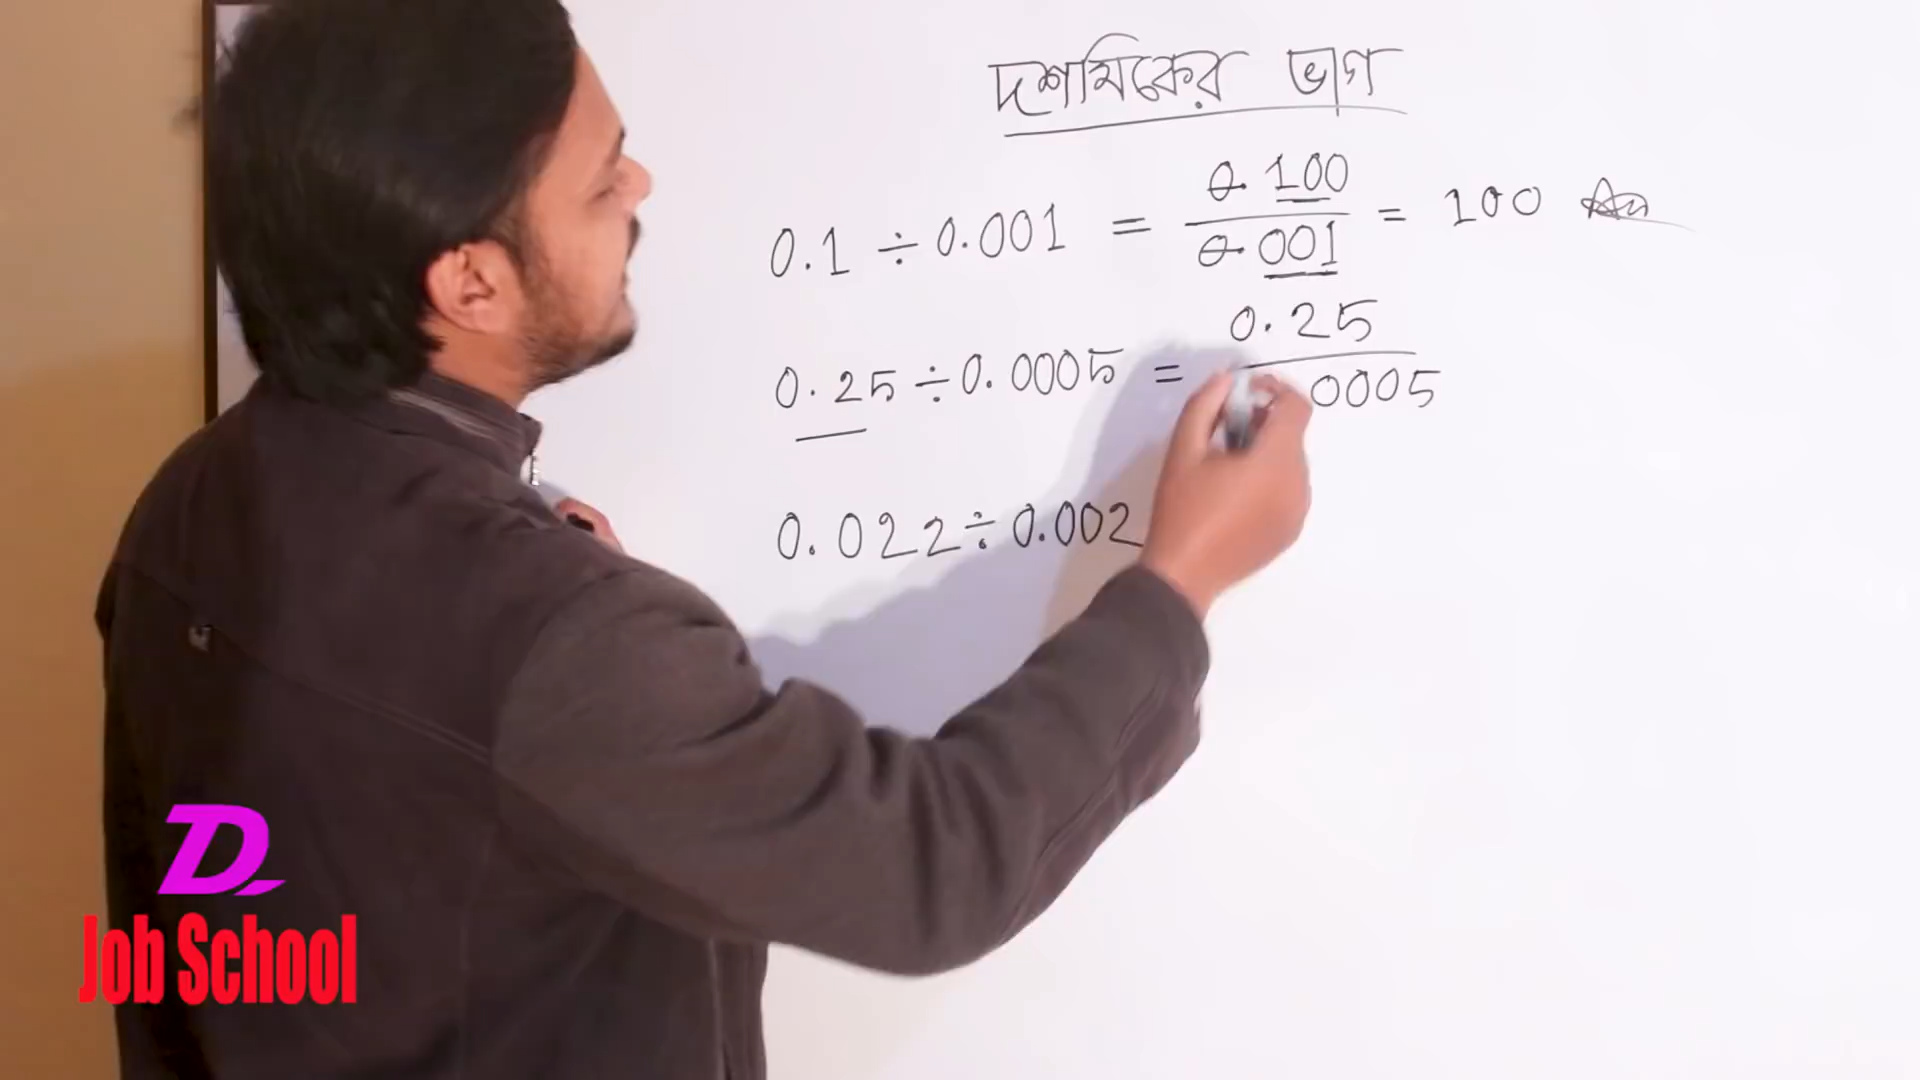 দশমিকের ভাগ
0.1 ÷ 0.001 = 0.100 / 0.001 = 100 Ans
0.25 ÷ 0.0005 = 0.25 / 0005
0.022 ÷ 0.002
D
Job School